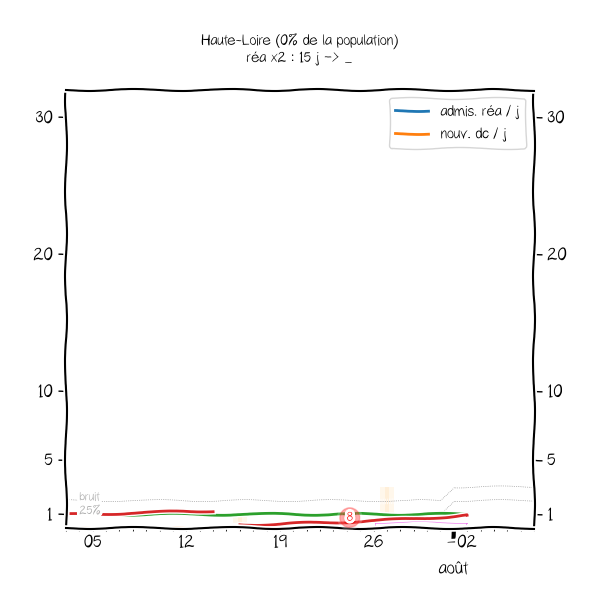 Haute-Loire (0% de la population)
réa x2 : 15 j -> _
admis. réa / j
nouv. dc / j
30 30
20 20
10 10
5 5
bruit
25%
1 8 1
05 12 19 26 02
août